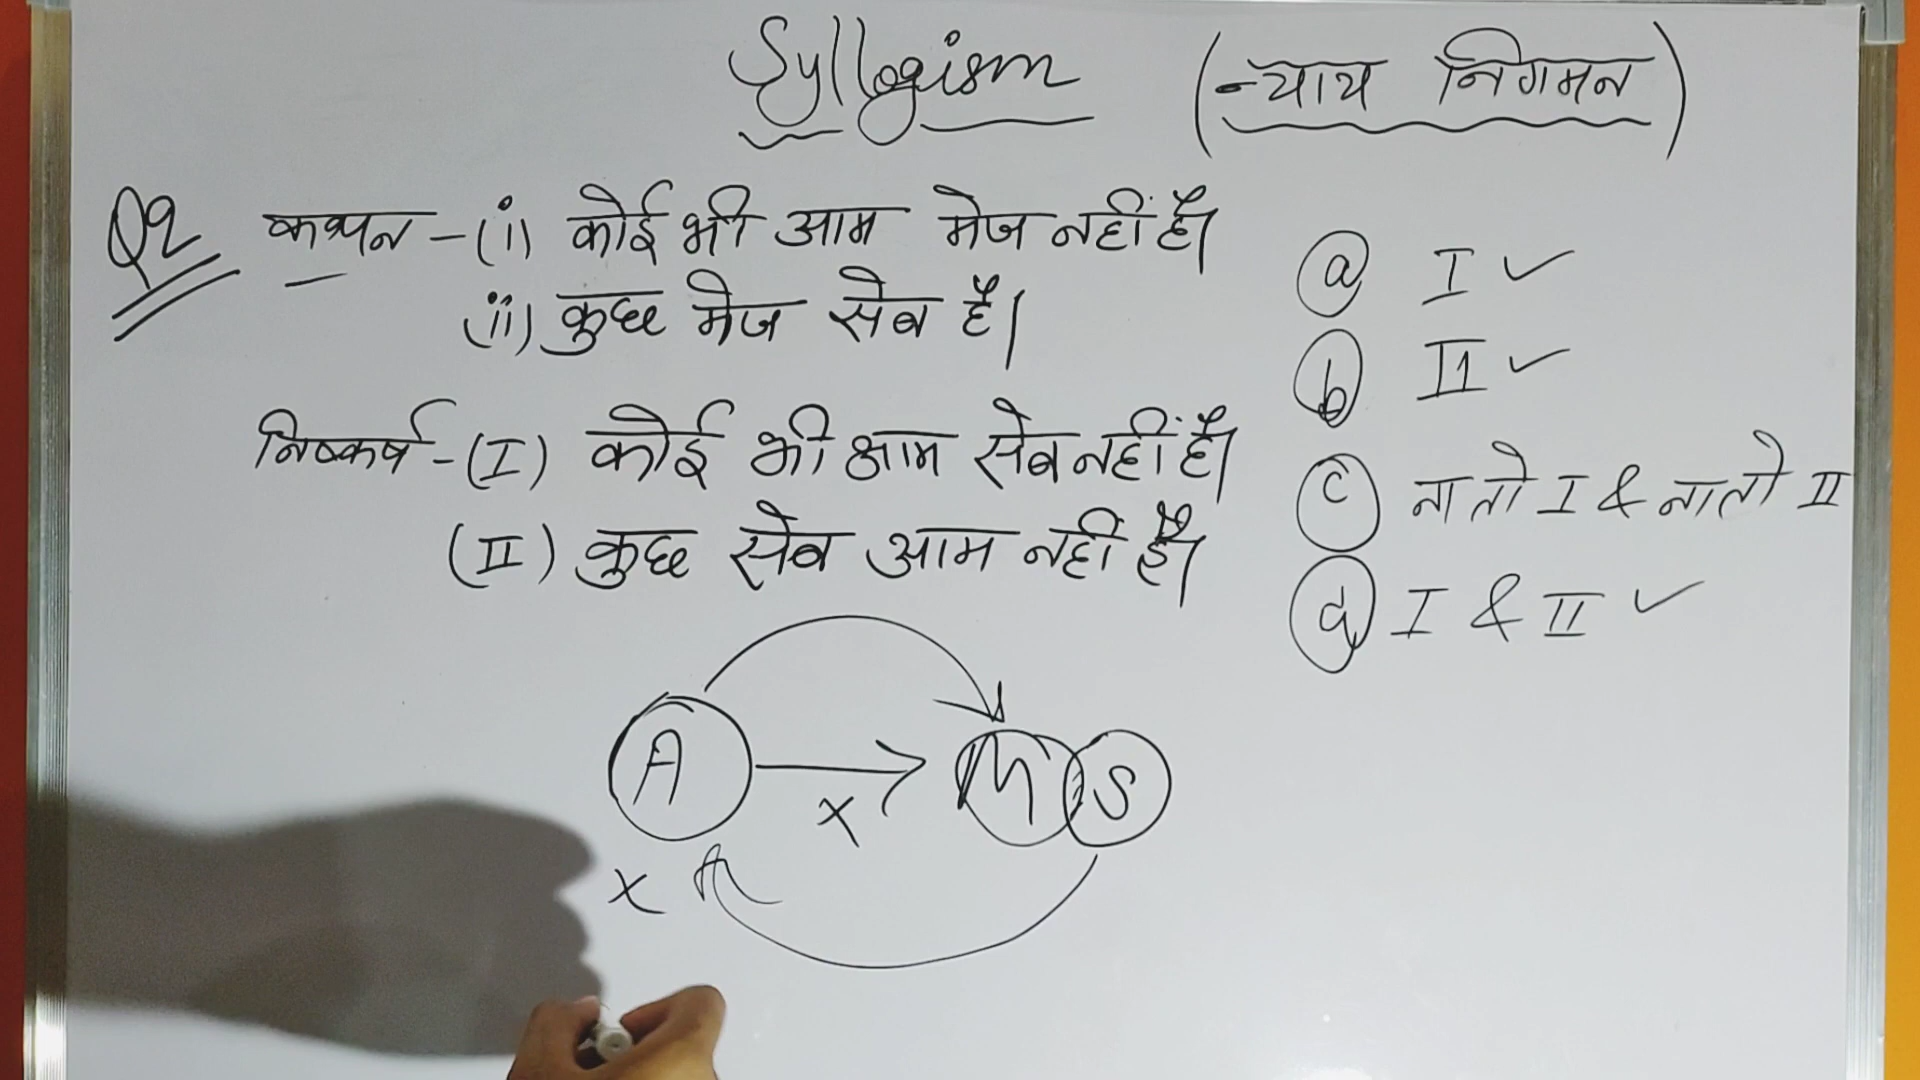 Syllogism (न्याय निगमन)
Q2 कथन - (i) कोई भी आम मेज नहीं है।
(ii) कुछ मेज सेब है।
निष्कर्ष - (I) कोई भी आम सेब नहीं है।
(II) कुछ सेब आम नहीं है।
(a) I ✓
(b) II ✓
(c) ना तो I & ना तो II
(d) I & II ✓
A x M S
x